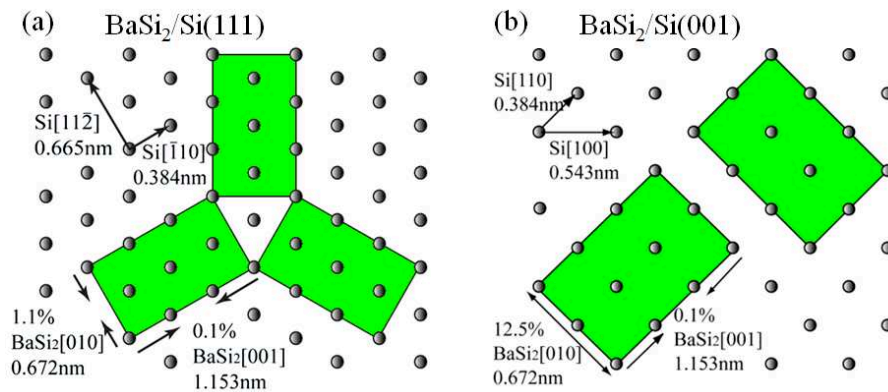 (a)
BaSi₂/Si(111)
Si[112̄]
0.665nm
Si[1̄10]
0.384nm
1.1%
BaSi2[010]
0.672nm
0.1%
BaSi2[001]
1.153nm
(b)
BaSi₂/Si(001)
Si[110]
0.384nm
Si[100]
0.543nm
12.5%
BaSi2[010]
0.672nm
0.1%
BaSi2[001]
1.153nm